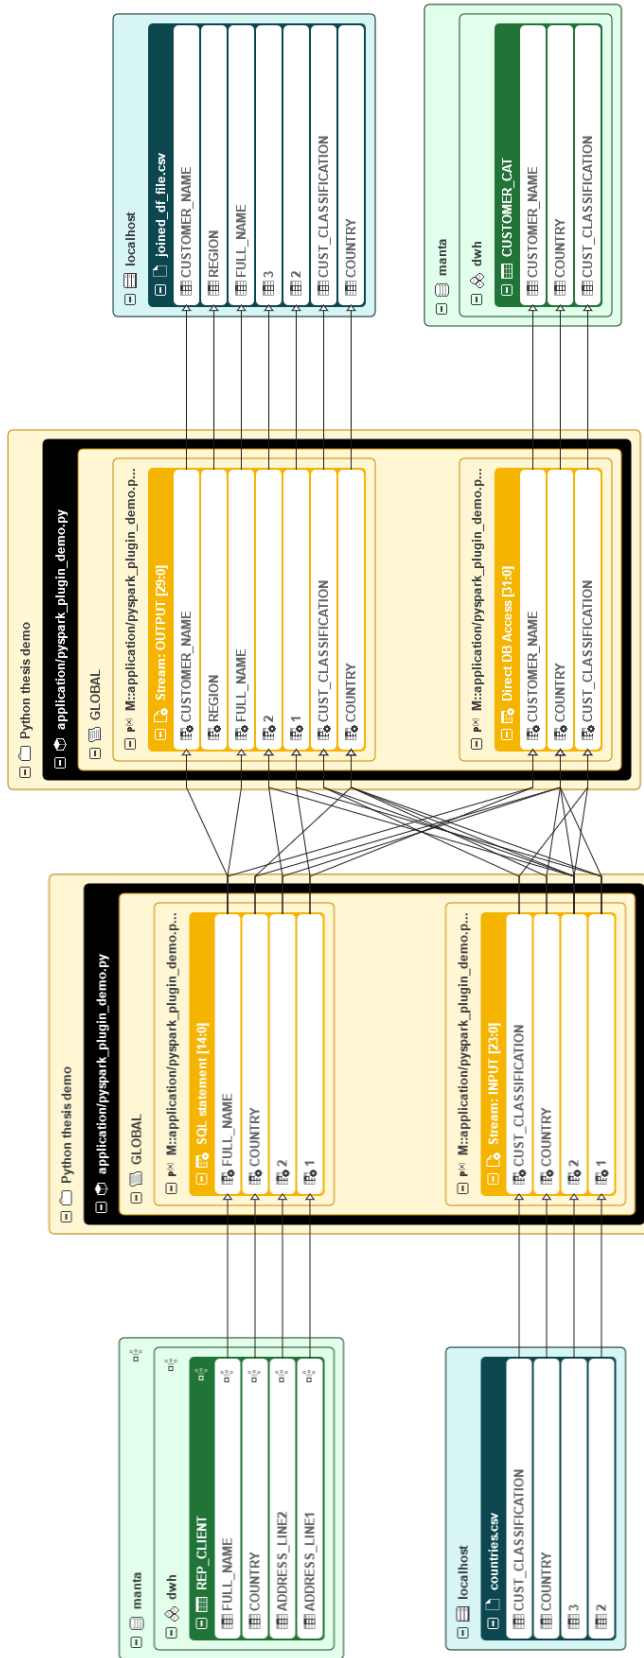 manta
dwh
REP_CLIENT
FULL_NAME
COUNTRY
ADDRESS_LINE2
ADDRESS_LINE1
localhost
countries.csv
CUST_CLASSIFICATION
COUNTRY
3
2
Python thesis demo
application/pyspark_plugin_demo.py
GLOBAL
M::application/pyspark_plugin_demo.p...
SQL statement [14:0]
FULL_NAME
COUNTRY
2
1
M::application/pyspark_plugin_demo.p...
Stream: INPUT [23:0]
CUST_CLASSIFICATION
COUNTRY
2
1
Python thesis demo
application/pyspark_plugin_demo.py
GLOBAL
M::application/pyspark_plugin_demo.p...
Stream: OUTPUT [29:0]
CUSTOMER_NAME
REGION
FULL_NAME
2
1
CUST_CLASSIFICATION
COUNTRY
M::application/pyspark_plugin_demo.p...
Direct DB Access [31:0]
CUSTOMER_NAME
COUNTRY
CUST_CLASSIFICATION
localhost
joined_df_file.csv
CUSTOMER_NAME
REGION
FULL_NAME
3
2
CUST_CLASSIFICATION
COUNTRY
manta
dwh
CUSTOMER_CAT
CUSTOMER_NAME
COUNTRY
CUST_CLASSIFICATION